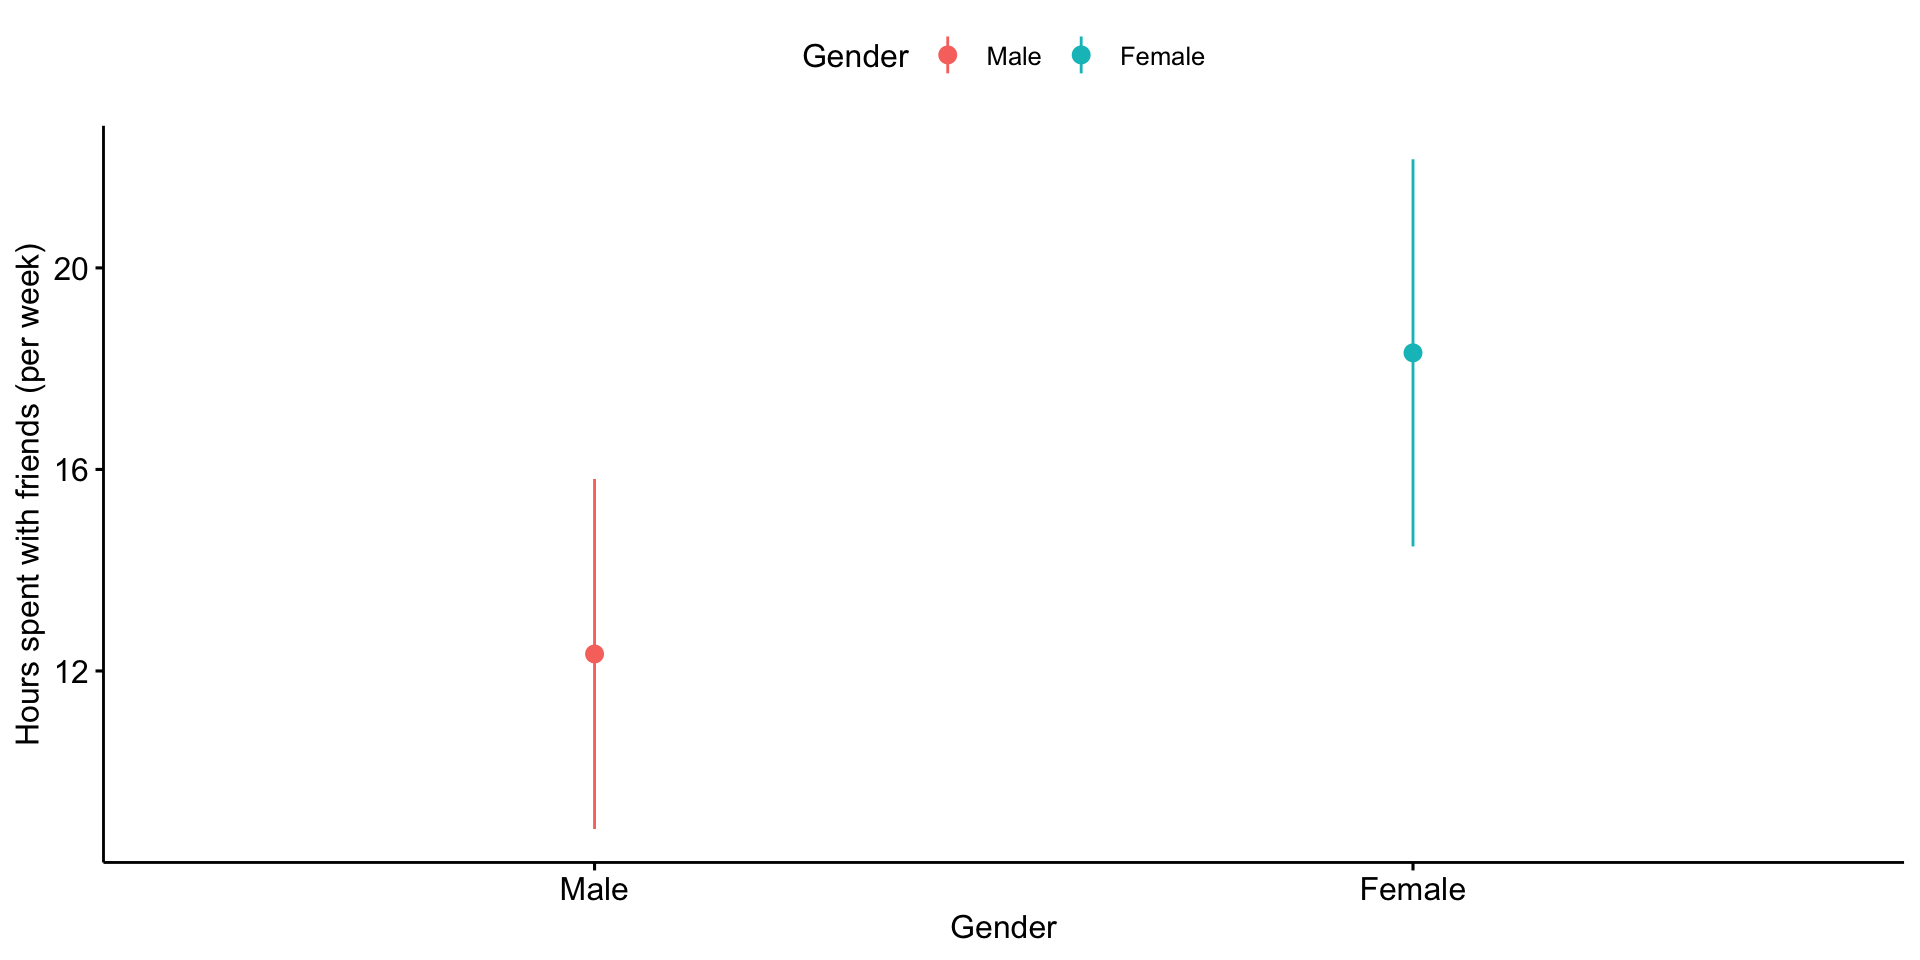 Gender Male Female
Hours spent with friends (per week)
20
16
12
Male Female
Gender